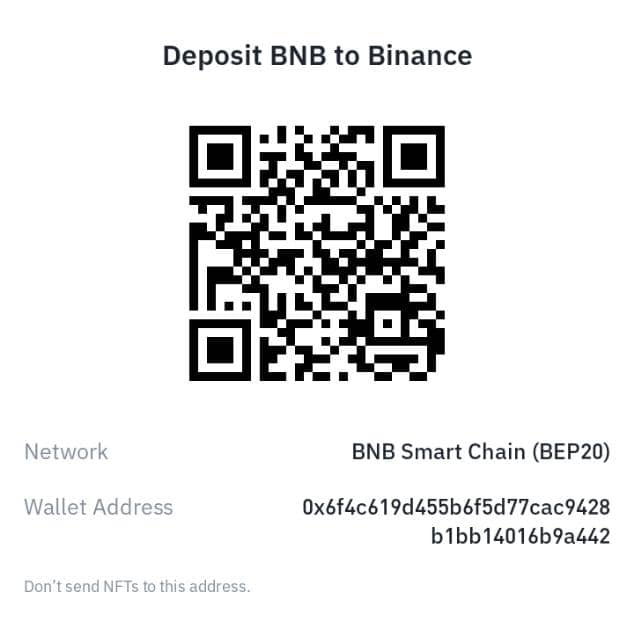 Deposit BNB to Binance
Network
BNB Smart Chain (BEP20)
Wallet Address
0x6f4c619d455b6f5d77cac9428
b1bb14016b9a442
Don't send NFTs to this address.